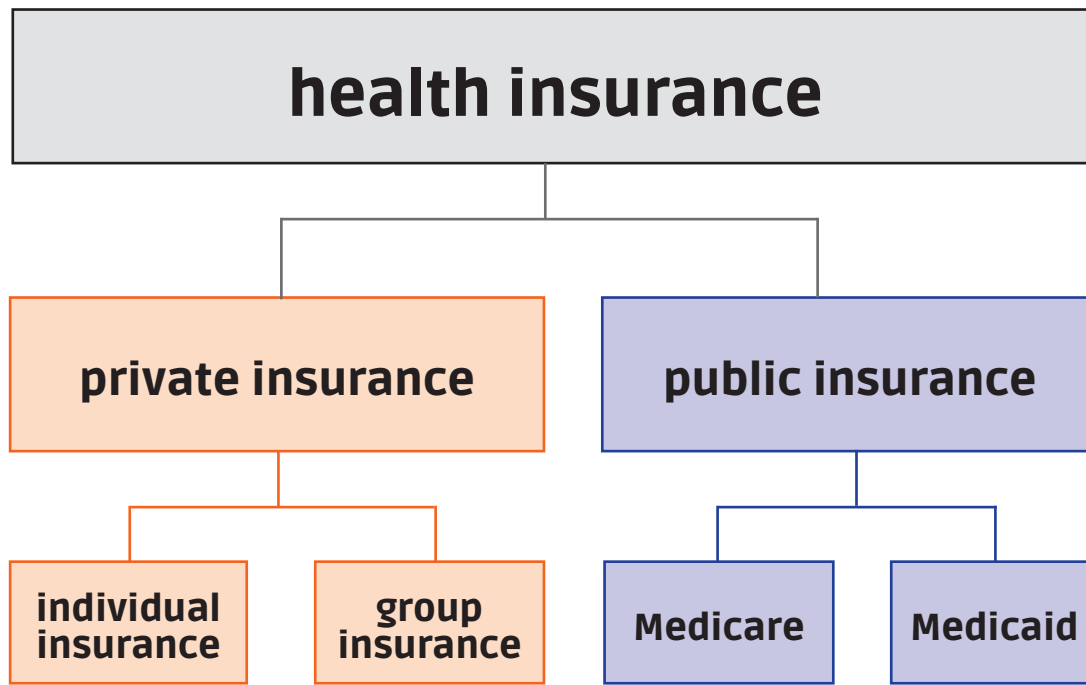 health insurance
private insurance
public insurance
individual
insurance
group
insurance
Medicare
Medicaid